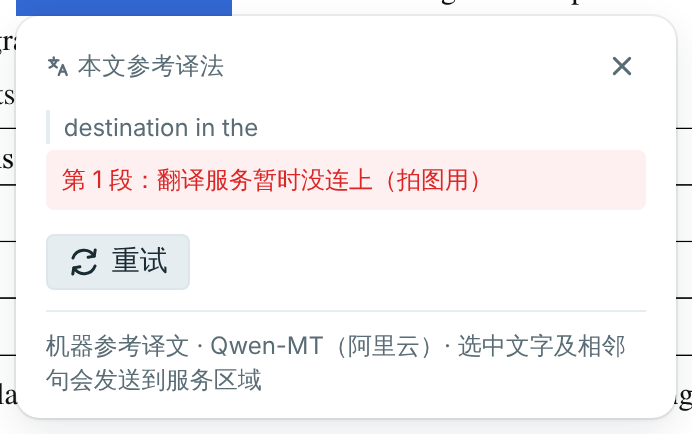 本文参考译法
destination in the
第 1 段：翻译服务暂时没连上（拍图用）
重试
机器参考译文 · Qwen-MT（阿里云）· 选中文字及相邻
句会发送到服务区域